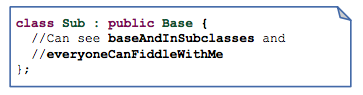 class Sub : public Base {
//Can see baseAndInSubclasses and
//everyoneCanFiddleWithMe
};